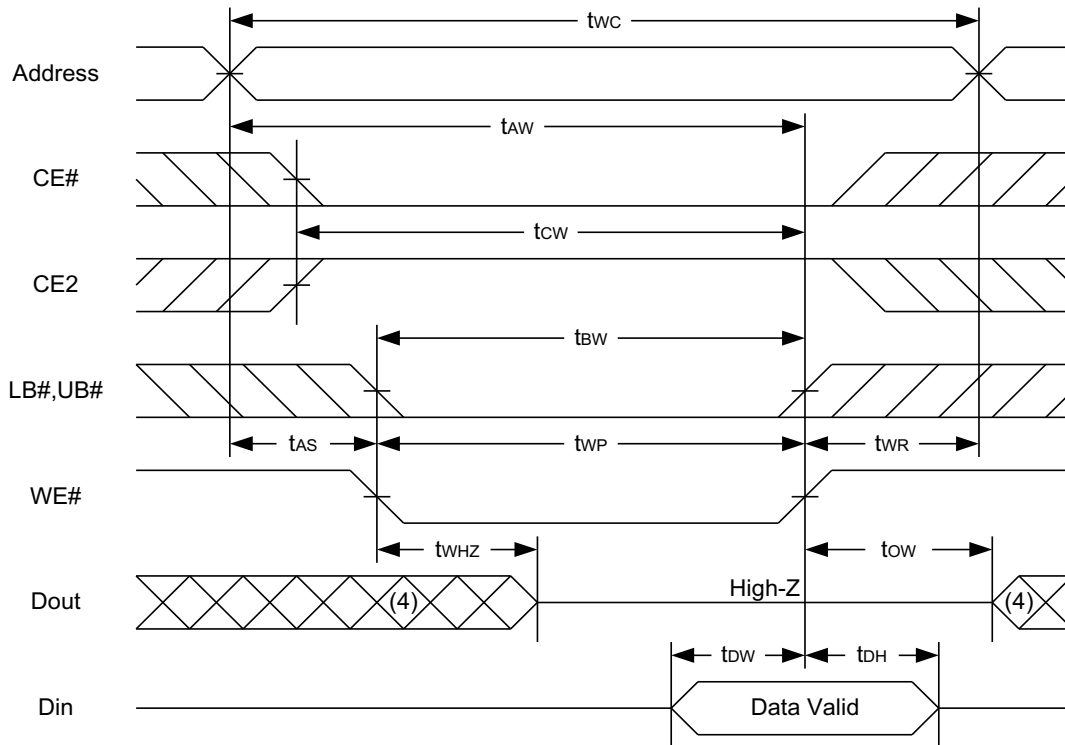 tWC
Address
tAW
CE#
tCW
CE2
tBW
LB#,UB#
tAS tWP tWR
WE#
tWHZ tOW
Dout (4) High-Z (4)
tDW tDH
Din Data Valid